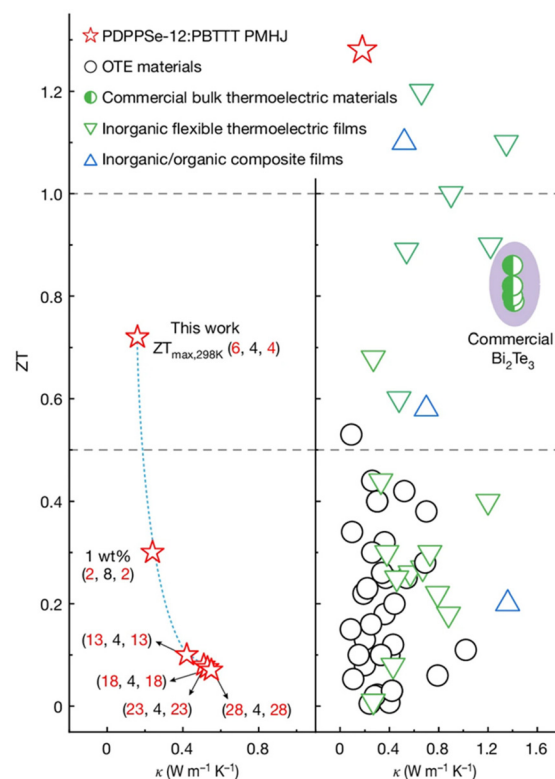 PDPPSe-12:PBTTT PMHJ
OTE materials
Commercial bulk thermoelectric materials
Inorganic flexible thermoelectric films
Inorganic/organic composite films
1.2
1.0
0.8
0.6
0.4
0.2
0
ZT
This work
ZTmax,298K (6, 4, 4)
1 wt%
(2, 8, 2)
(13, 4, 13)
(18, 4, 18)
(23, 4, 23)
(28, 4, 28)
Commercial
Bi₂Te₃
0 0.4 0.8
κ (W m⁻¹ K⁻¹)
0 0.4 0.8 1.2 1.6
κ (W m⁻¹ K⁻¹)